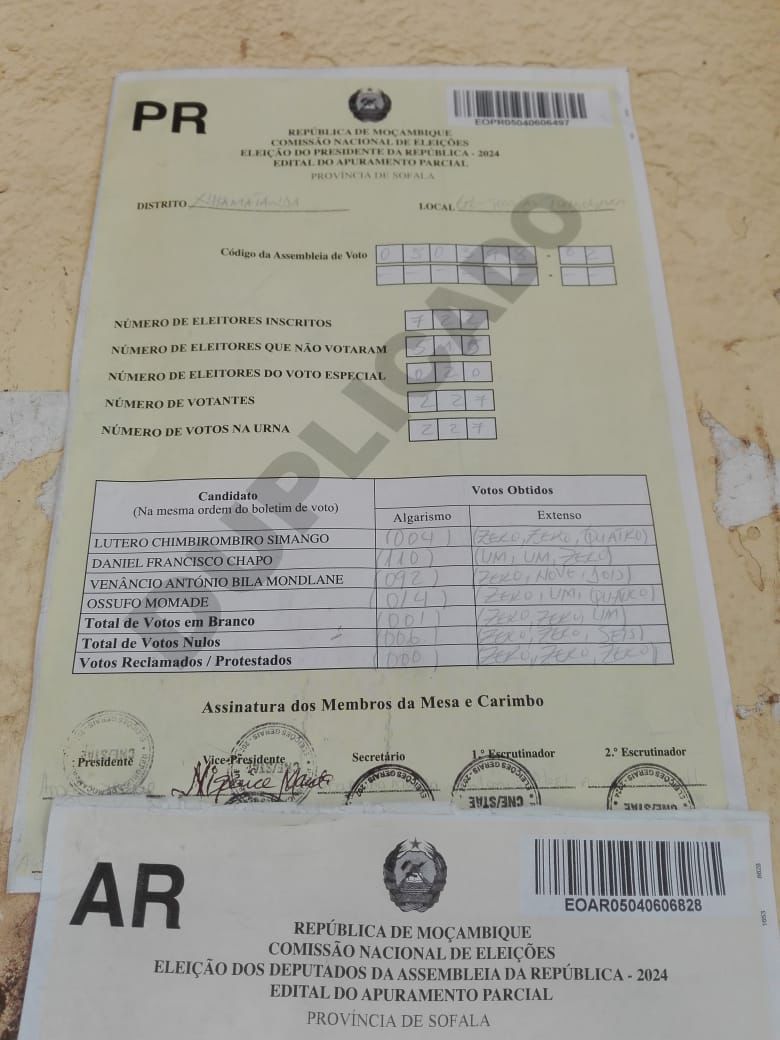 PR
EOPR05040606497
REPÚBLICA DE MOÇAMBIQUE
COMISSÃO NACIONAL DE ELEIÇÕES
ELEIÇÃO DO PRESIDENTE DA REPÚBLICA - 2024
EDITAL DO APURAMENTO PARCIAL
PROVÍNCIA DE SOFALA
DISTRITO
LOCAL
Código da Assembleia de Voto
NÚMERO DE ELEITORES INSCRITOS 722
NÚMERO DE ELEITORES QUE NÃO VOTARAM
NÚMERO DE ELEITORES DO VOTO ESPECIAL 020
NÚMERO DE VOTANTES 227
NÚMERO DE VOTOS NA URNA 227
DUPLICADO
Candidato Votos Obtidos
(Na mesma ordem do boletim de voto) Algarismo Extenso
LUTERO CHIMBIROMBIRO SIMANGO (004) (ZERO, ZERO, QUATRO)
DANIEL FRANCISCO CHAPO (110) (UM, UM, ZERO)
VENÂNCIO ANTÓNIO BILA MONDLANE (092) (ZERO, NOVE, DOIS)
OSSUFO MOMADE (014) (ZERO, UM, QUATRO)
Total de Votos em Branco (001) (ZERO, ZERO, UM)
Total de Votos Nulos (006) (ZERO, ZERO, SEIS)
Votos Reclamados / Protestados (000) (ZERO, ZERO, ZERO)
Assinatura dos Membros da Mesa e Carimbo
Presidente Vice-Presidente Secretário 1.º Escrutinador 2.º Escrutinador
CNE/STAE
AR
EOAR05040606828
REPÚBLICA DE MOÇAMBIQUE
COMISSÃO NACIONAL DE ELEIÇÕES
ELEIÇÃO DOS DEPUTADOS DA ASSEMBLEIA DA REPÚBLICA - 2024
EDITAL DO APURAMENTO PARCIAL
PROVÍNCIA DE SOFALA